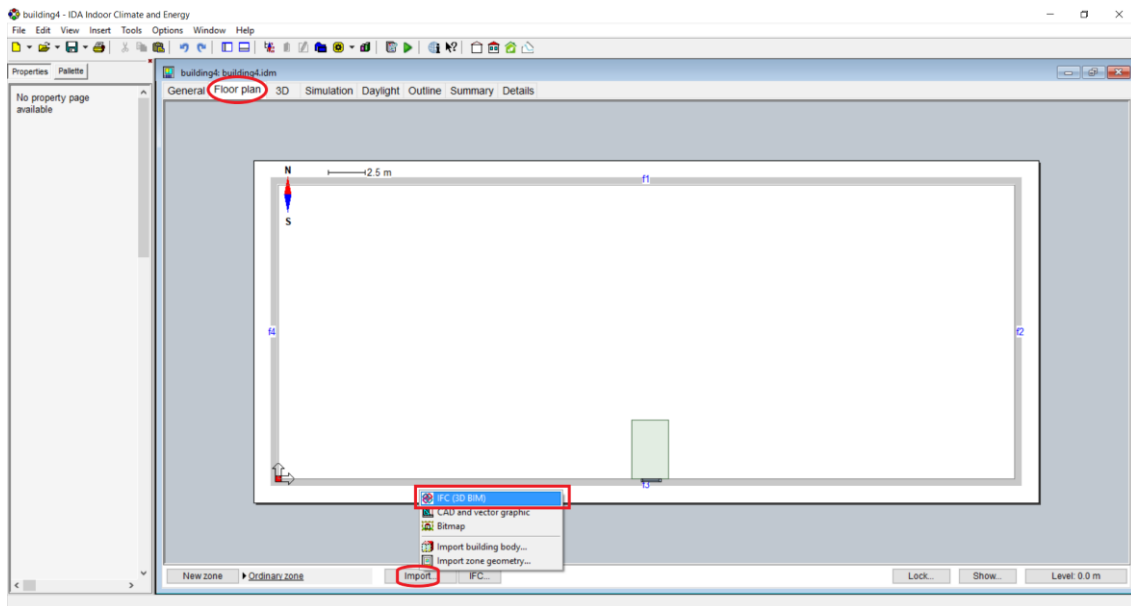 building4 - IDA Indoor Climate and Energy
File Edit View Insert Tools Options Window Help
Properties Palette
No property page
available
building4: building4.idm
General Floor plan 3D Simulation Daylight Outline Summary Details
N
2.5 m
f1
S
f4
f2
f3
IFC (3D BIM)
CAD and vector graphic
Bitmap
Import building body...
Import zone geometry...
New zone Ordinary zone Import... IFC... Lock... Show... Level: 0.0 m